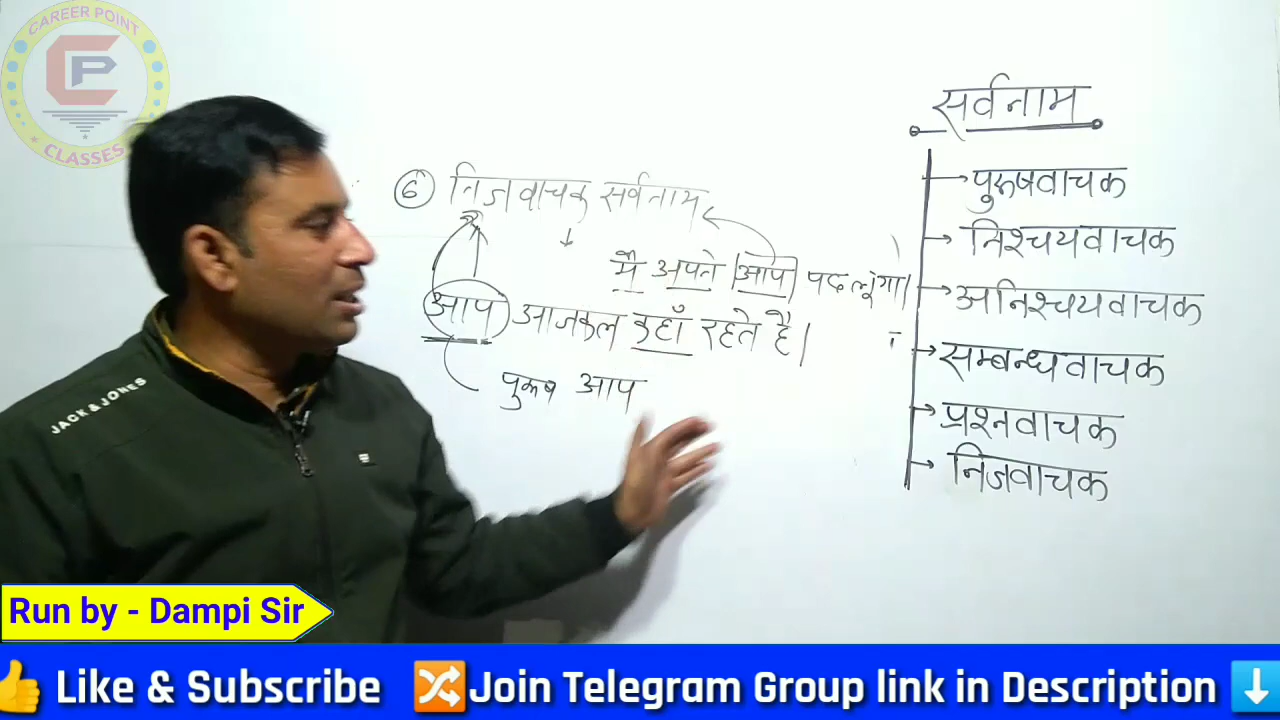 CAREER POINT
CP
CLASSES
सर्वनाम
पुरुषवाचक
निश्चयवाचक
अनिश्चयवाचक
सम्बन्धवाचक
प्रश्नवाचक
निजवाचक
6 निजवाचक सर्वनाम
मै अपने आप पढ लूंगा।
आप आजकल कहाँ रहते है।
पुरुष आप
JACK & JONES
Run by - Dampi Sir
Like & Subscribe
Join Telegram Group link in Description